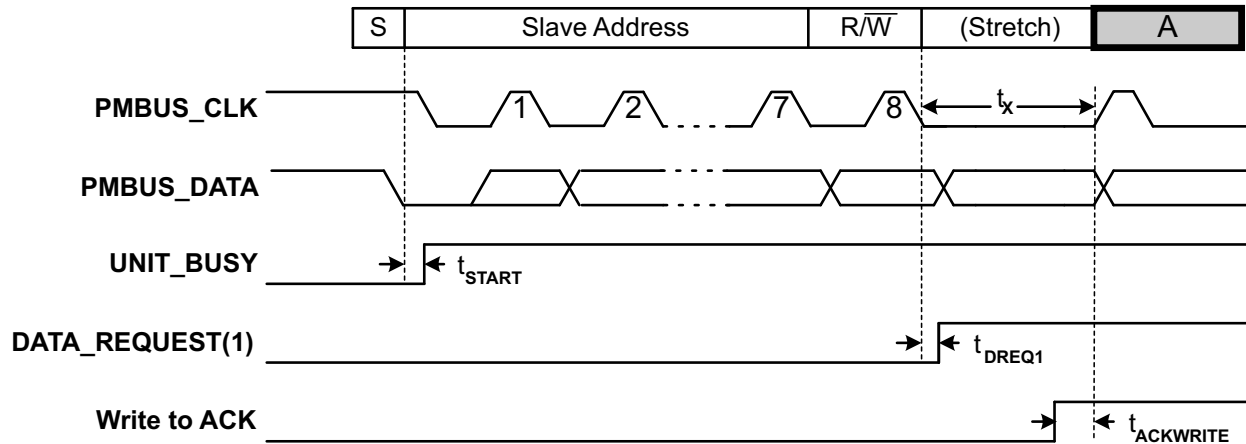 S Slave Address R/W̅ (Stretch) A
PMBUS_CLK 1 2 7 8 tx
PMBUS_DATA
UNIT_BUSY tSTART
DATA_REQUEST(1) tDREQ1
Write to ACK tACKWRITE